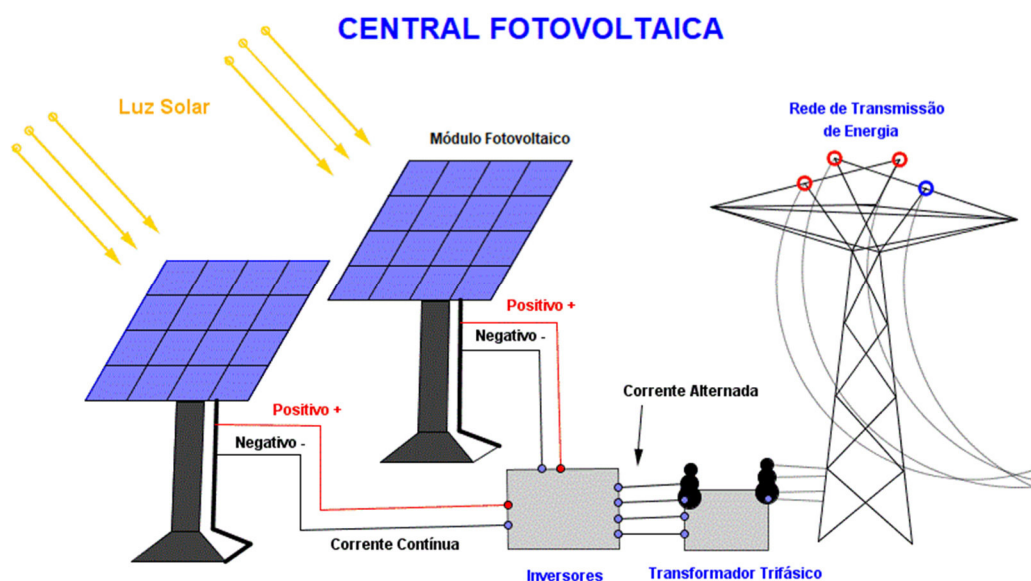 CENTRAL FOTOVOLTAICA
Luz Solar
Módulo Fotovoltaico
Rede de Transmissão
de Energia
Positivo +
Negativo -
Positivo +
Negativo -
Corrente Alternada
Corrente Contínua
Inversores
Transformador Trifásico